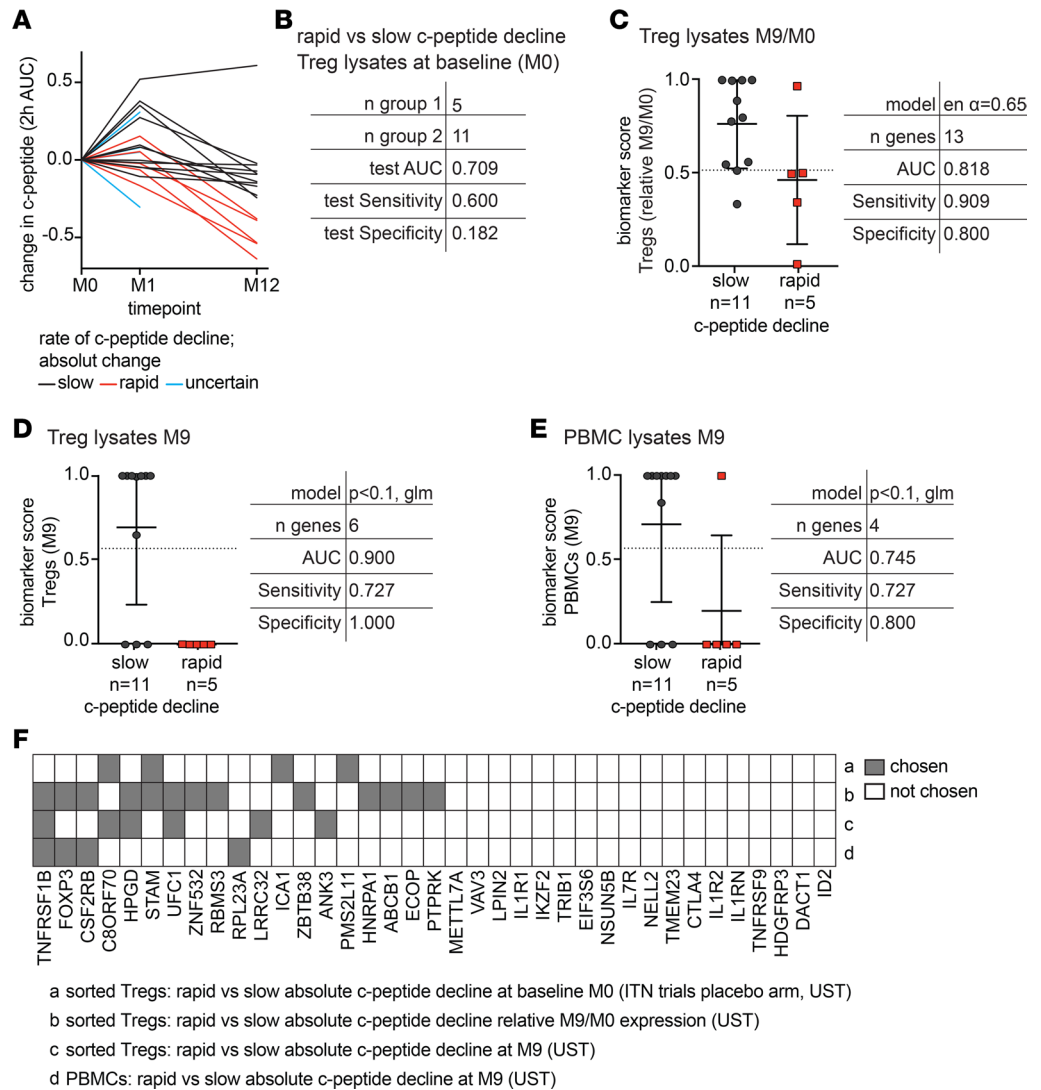 A
change in c-peptide (2h AUC)
0.5
0.0
-0.5
M0 M1 M12
timepoint
rate of c-peptide decline;
absolut change
slow rapid uncertain
B
rapid vs slow c-peptide decline
Treg lysates at baseline (M0)
n group 1 5
n group 2 11
test AUC 0.709
test Sensitivity 0.600
test Specificity 0.182
C
Treg lysates M9/M0
biomarker score
Tregs (relative M9/M0)
1.0
0.5
0.0
slow rapid
n=11 n=5
c-peptide decline
model en α=0.65
n genes 13
AUC 0.818
Sensitivity 0.909
Specificity 0.800
D
Treg lysates M9
biomarker score
Tregs (M9)
1.0
0.5
0.0
slow rapid
n=11 n=5
c-peptide decline
model p<0.1, glm
n genes 6
AUC 0.900
Sensitivity 0.727
Specificity 1.000
E
PBMC lysates M9
biomarker score
PBMCs (M9)
1.0
0.5
0.0
slow rapid
n=11 n=5
c-peptide decline
model p<0.1, glm
n genes 4
AUC 0.745
Sensitivity 0.727
Specificity 0.800
F
a
b
c
d
chosen
not chosen
TNFRSF1B
FOXP3
CSF2RB
C8ORF70
HPGD
STAM
UFC1
ZNF532
RBMS3
RPL23A
LRRC32
ICA1
ZBTB38
ANK3
PMS2L11
HNRPA1
ABCB1
ECOP
PTPRK
METTL7A
VAV3
LPIN2
IL1R1
IKZF2
TRIB1
EIF3S6
NSUN5B
IL7R
NELL2
TMEM23
CTLA4
IL1R2
IL1RN
TNFRSF9
HDGFRP3
DACT1
ID2
a sorted Tregs: rapid vs slow absolute c-peptide decline at baseline M0 (ITN trials placebo arm, UST)
b sorted Tregs: rapid vs slow absolute c-peptide decline relative M9/M0 expression (UST)
c sorted Tregs: rapid vs slow absolute c-peptide decline at M9 (UST)
d PBMCs: rapid vs slow absolute c-peptide decline at M9 (UST)